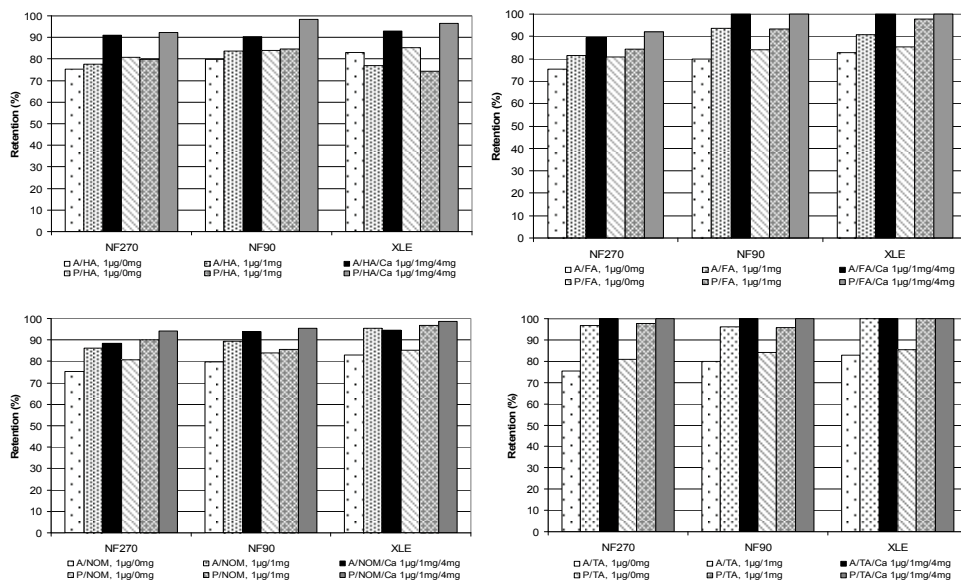 100
90
80
70
60
50
40
30
20
10
0
Retention (%)
NF270 NF90 XLE
A/HA, 1µg/0mg A/HA, 1µg/1mg A/HA/Ca 1µg/1mg/4mg
P/HA, 1µg/0mg P/HA, 1µg/1mg P/HA/Ca 1µg/1mg/4mg
100
90
80
70
60
50
40
30
20
10
0
Retention (%)
NF270 NF90 XLE
A/FA, 1µg/0mg A/FA, 1µg/1mg A/FA/Ca 1µg/1mg/4mg
P/FA, 1µg/0mg P/FA, 1µg/1mg P/FA/Ca 1µg/1mg/4mg
100
90
80
70
60
50
40
30
20
10
0
Retention (%)
NF270 NF90 XLE
A/NOM, 1µg/0mg A/NOM, 1µg/1mg A/NOM/Ca 1µg/1mg/4mg
P/NOM, 1µg/0mg P/NOM, 1µg/1mg P/NOM/Ca 1µg/1mg/4mg
100
90
80
70
60
50
40
30
20
10
0
Retention (%)
NF270 NF90 XLE
A/TA, 1µg/0mg A/TA, 1µg/1mg A/TA/Ca 1µg/1mg/4mg
P/TA, 1µg/0mg P/TA, 1µg/1mg P/TA/Ca 1µg/1mg/4mg